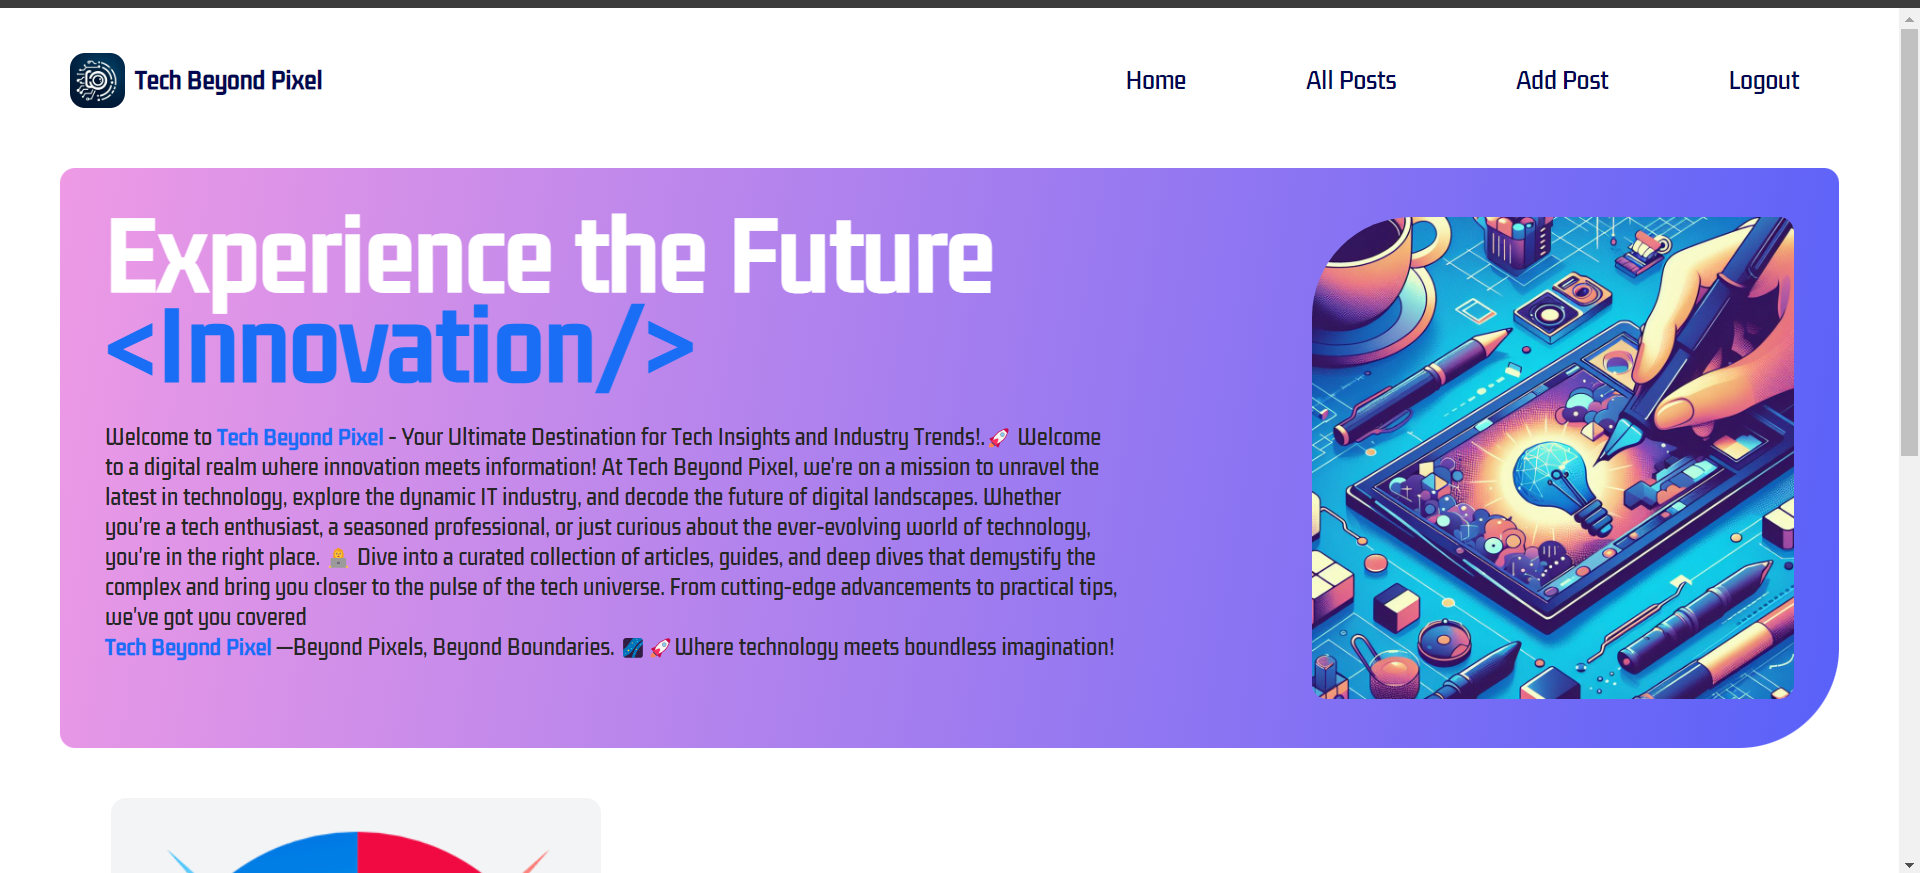 Tech Beyond Pixel
Home
All Posts
Add Post
Logout
Experience the Future
<Innovation/>
Welcome to Tech Beyond Pixel - Your Ultimate Destination for Tech Insights and Industry Trends!.🚀 Welcome
to a digital realm where innovation meets information! At Tech Beyond Pixel, we're on a mission to unravel the
latest in technology, explore the dynamic IT industry, and decode the future of digital landscapes. Whether
you're a tech enthusiast, a seasoned professional, or just curious about the ever-evolving world of technology,
you're in the right place. 🧑‍💻 Dive into a curated collection of articles, guides, and deep dives that demystify the
complex and bring you closer to the pulse of the tech universe. From cutting-edge advancements to practical tips,
we've got you covered
Tech Beyond Pixel —Beyond Pixels, Beyond Boundaries. 🌌 🚀Where technology meets boundless imagination!